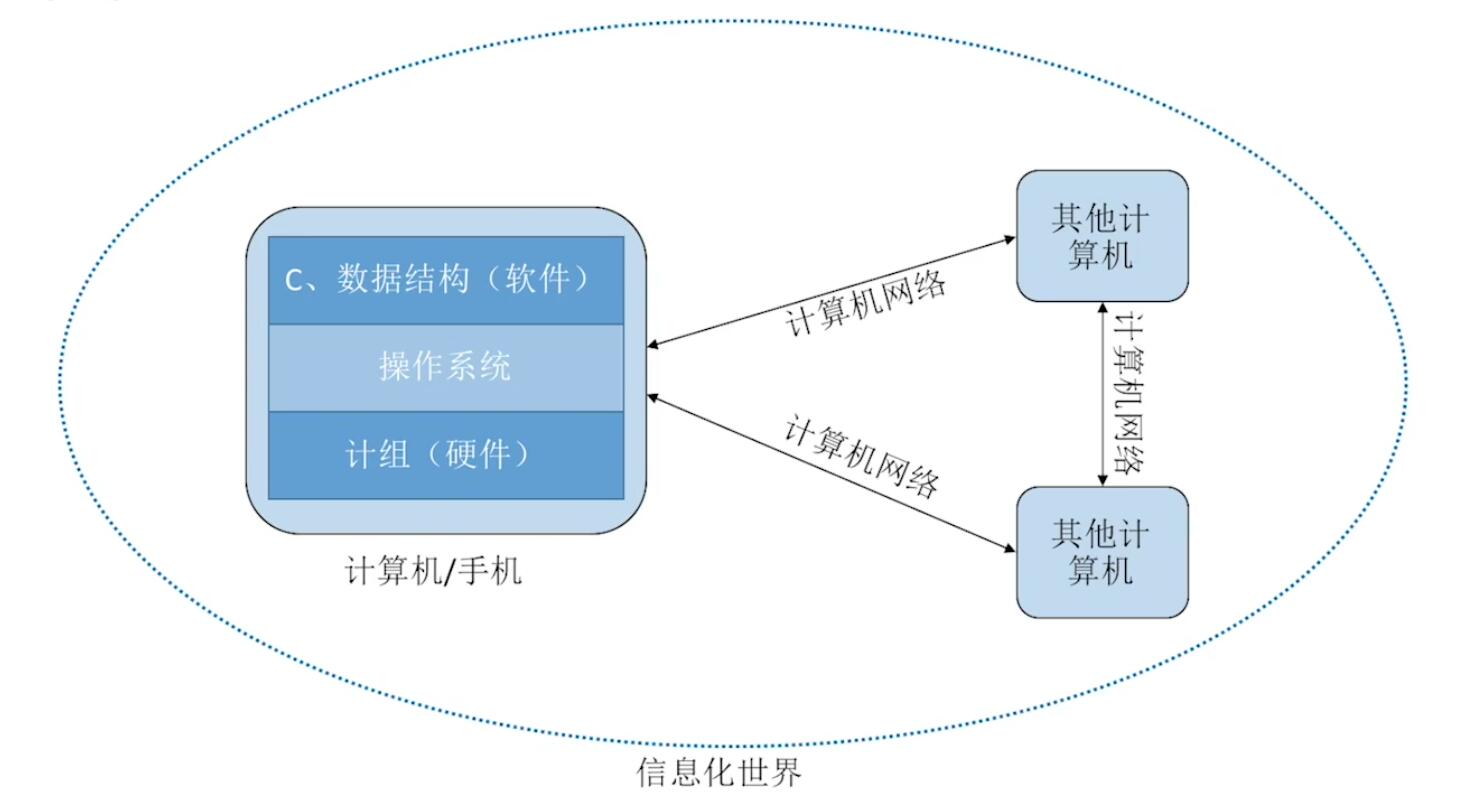 C、数据结构（软件）
操作系统
计组（硬件）
计算机/手机
计算机网络
计算机网络
其他计
算机
计算机网络
其他计
算机
信息化世界